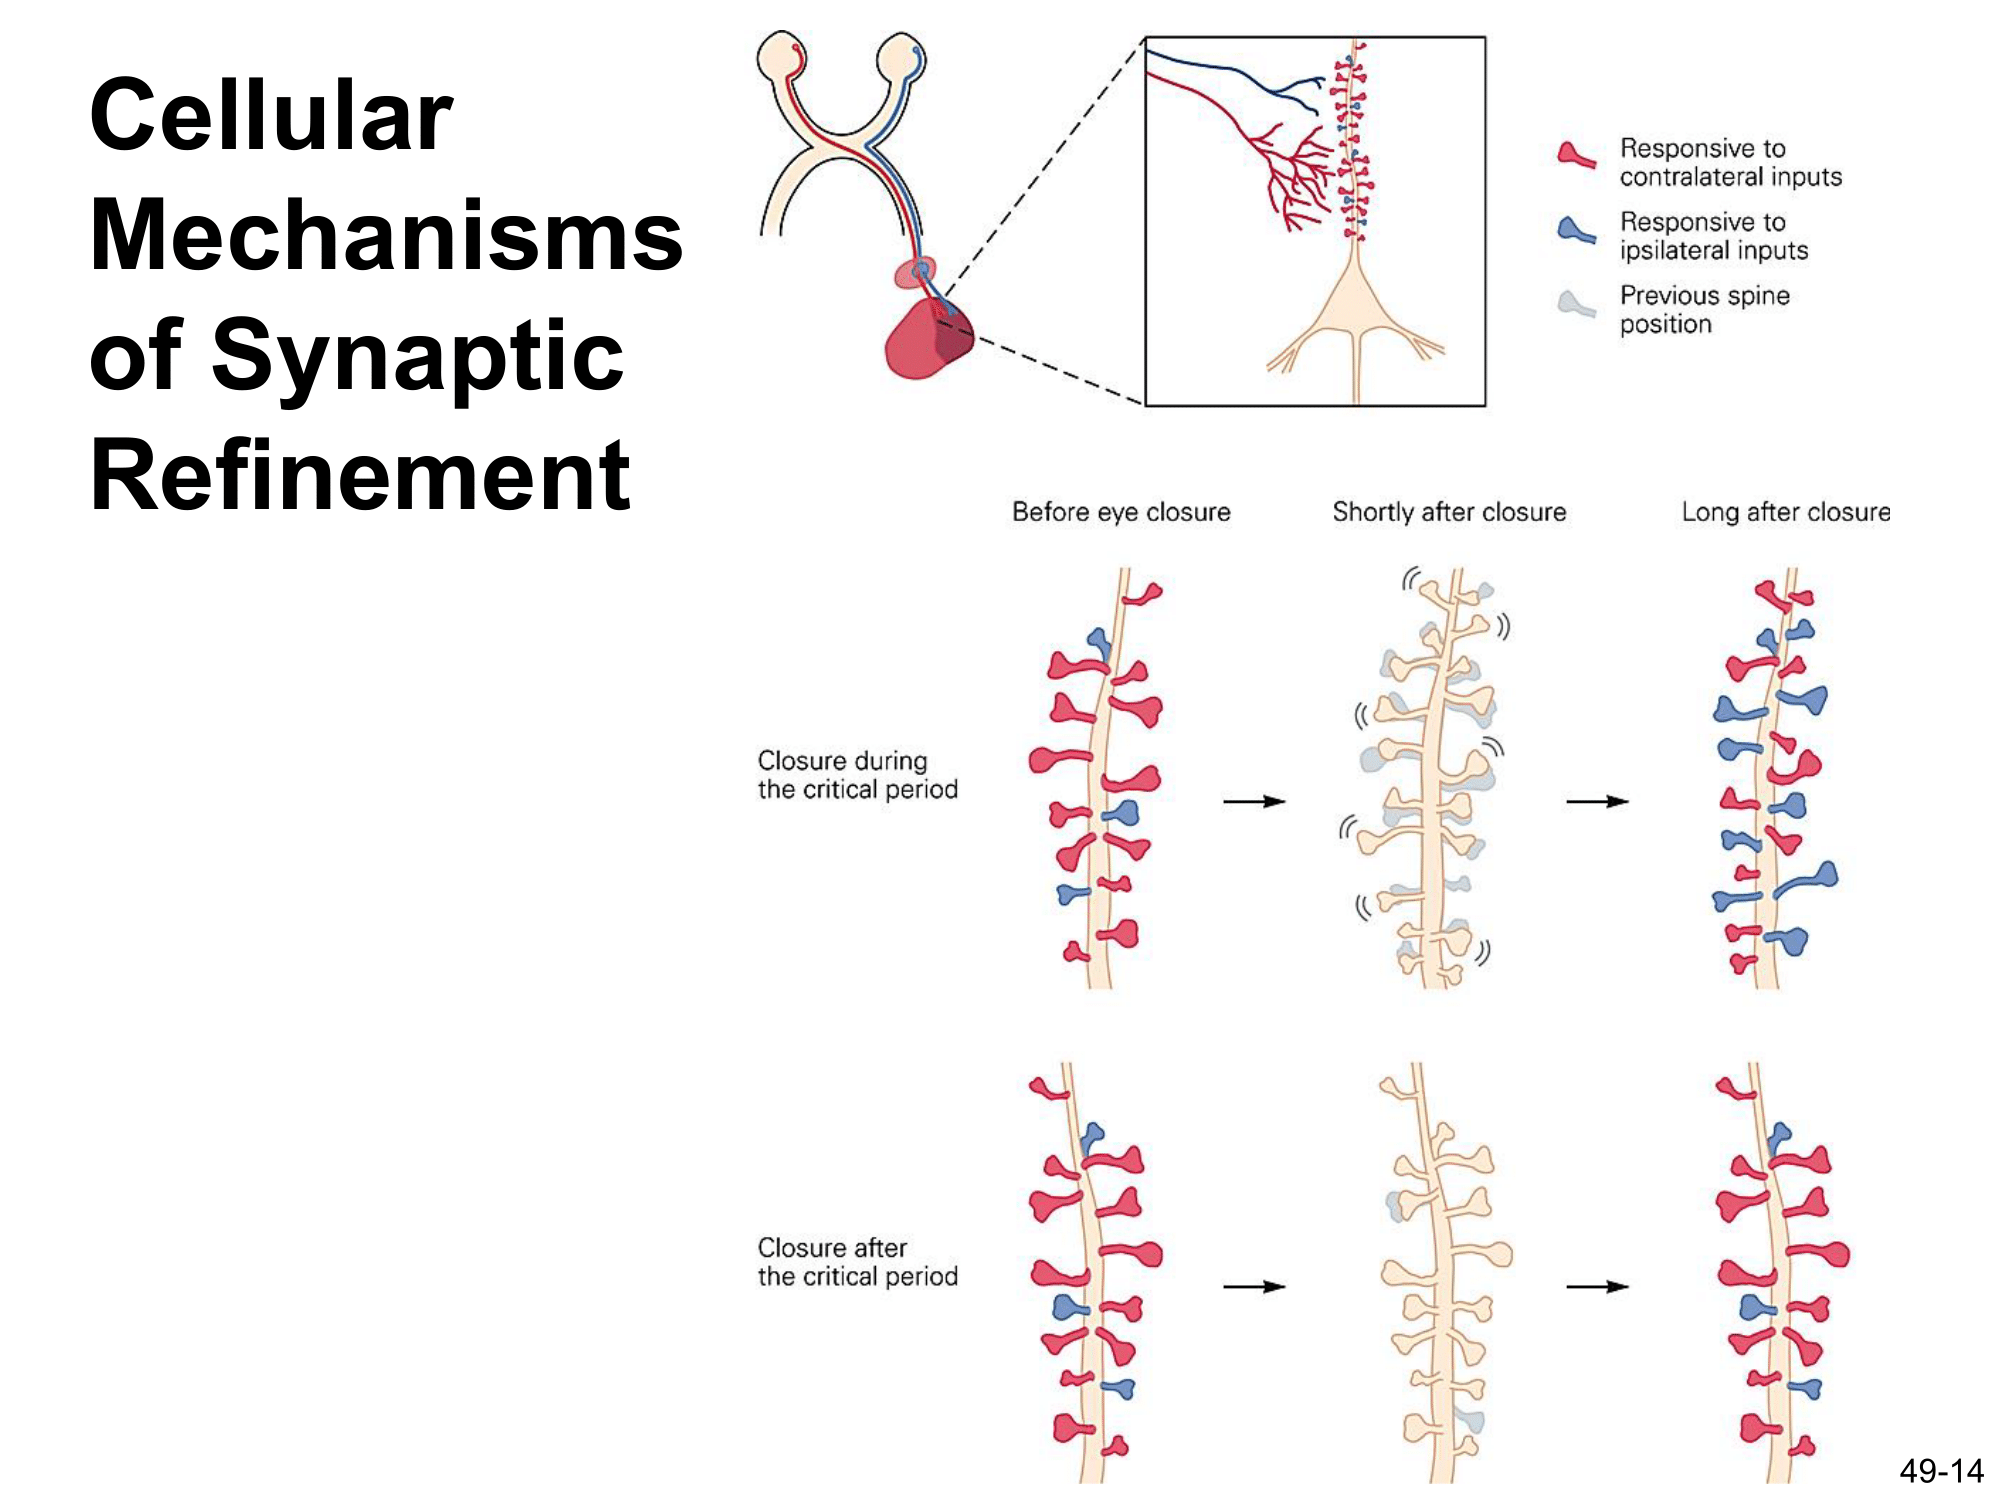 Cellular
Mechanisms
of Synaptic
Refinement
Responsive to
contralateral inputs
Responsive to
ipsilateral inputs
Previous spine
position
Before eye closure
Shortly after closure
Long after closure
Closure during
the critical period
Closure after
the critical period
49-14